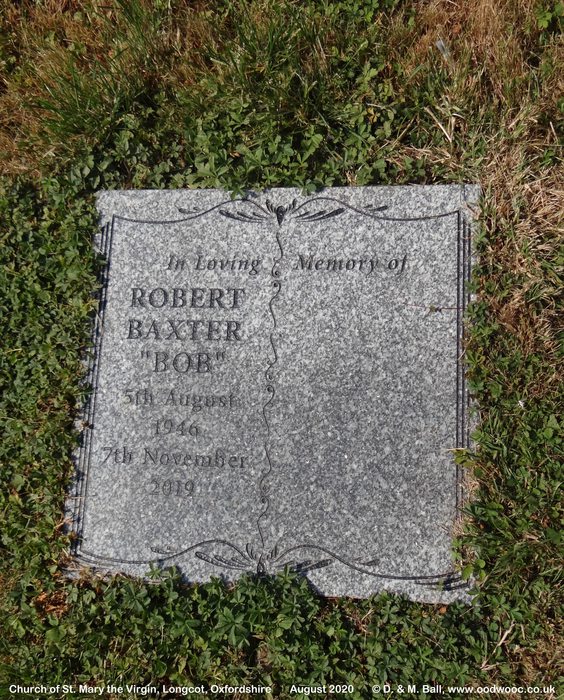 In Loving Memory of
ROBERT
BAXTER
"BOB"
5th August
1946
7th November
2019
Church of St. Mary the Virgin, Longcot, Oxfordshire August 2020 © D. & M. Ball, www.oodwooc.co.uk